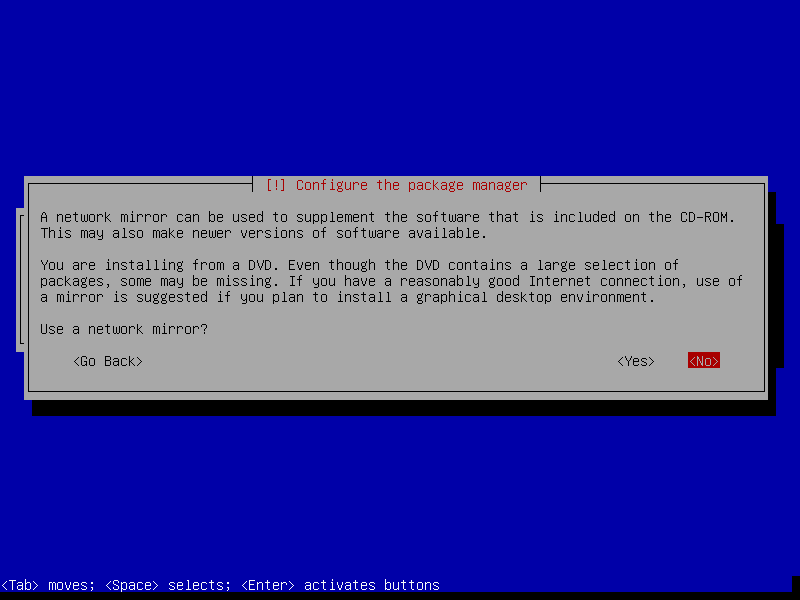 [!] Configure the package manager
A network mirror can be used to supplement the software that is included on the CD-ROM.
This may also make newer versions of software available.
You are installing from a DVD. Even though the DVD contains a large selection of
packages, some may be missing. If you have a reasonably good Internet connection, use of
a mirror is suggested if you plan to install a graphical desktop environment.
Use a network mirror?
<Go Back> <Yes> <No>
<Tab> moves; <Space> selects; <Enter> activates buttons